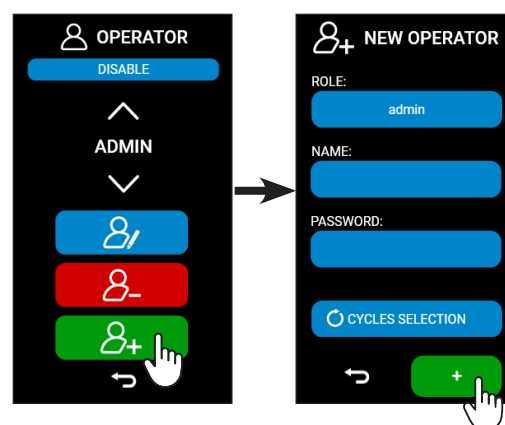 OPERATOR
DISABLE
ADMIN
NEW OPERATOR
ROLE:
admin
NAME:
PASSWORD:
CYCLES SELECTION
+